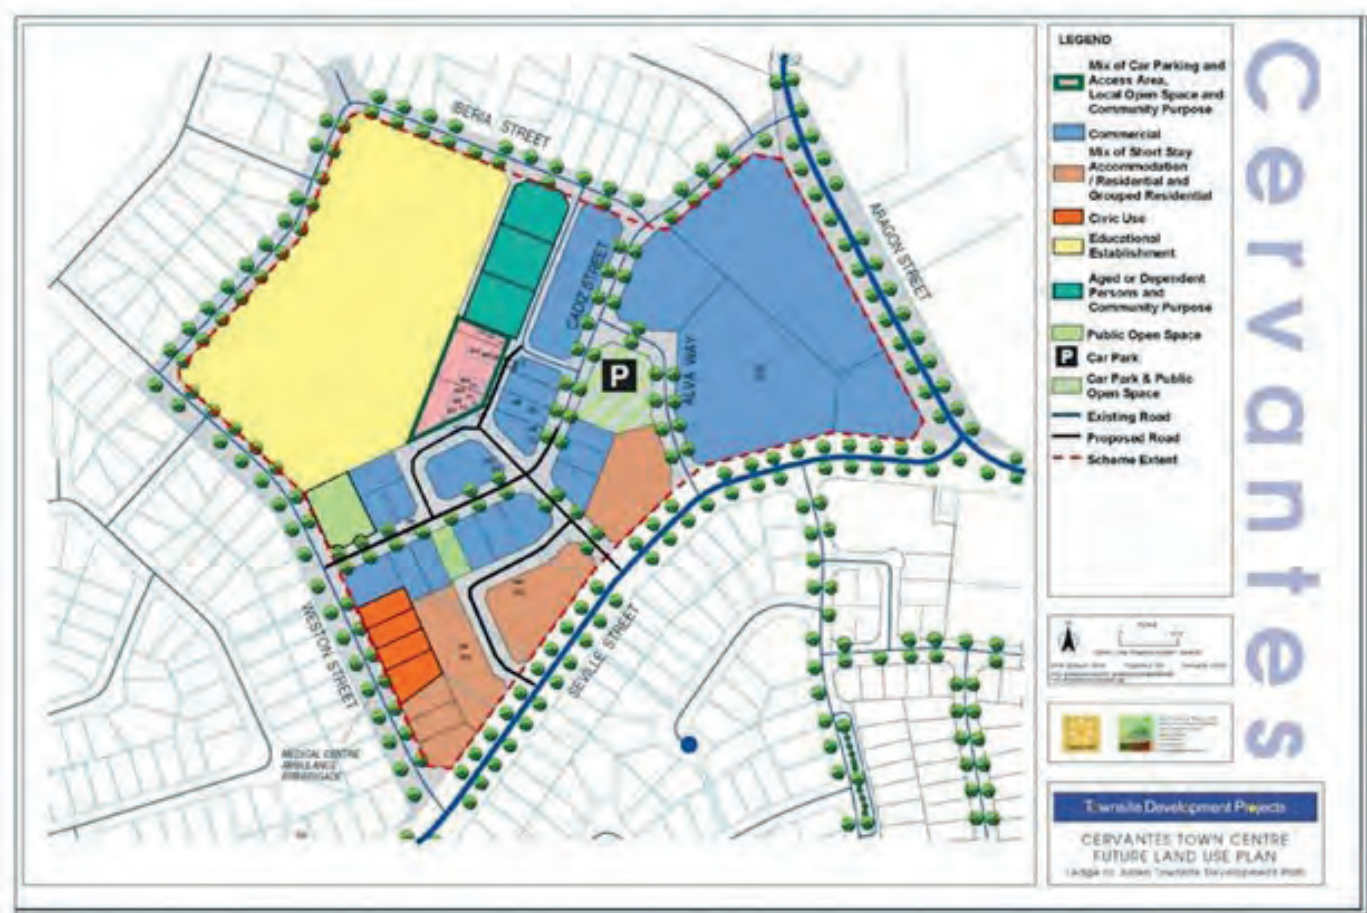 IBERIA STREET
ARAGON STREET
CADIZ STREET
ALVA WAY
P
WESTON STREET
SEVILLE STREET
MEDICAL CENTRE
AMBULANCE
LEGEND
Mix of Car Parking and
Access Area,
Local Open Space and
Community Purpose
Commercial
Mix of Short Stay
Accommodation
/ Residential and
Grouped Residential
Civic Use
Educational
Establishment
Aged or Dependent
Persons and
Community Purpose
Public Open Space
P
Car Park
Car Park & Public
Open Space
Existing Road
Proposed Road
Scheme Extent
Cervantes
Townsite Development Projects
CERVANTES TOWN CENTRE
FUTURE LAND USE PLAN
Townsite Development